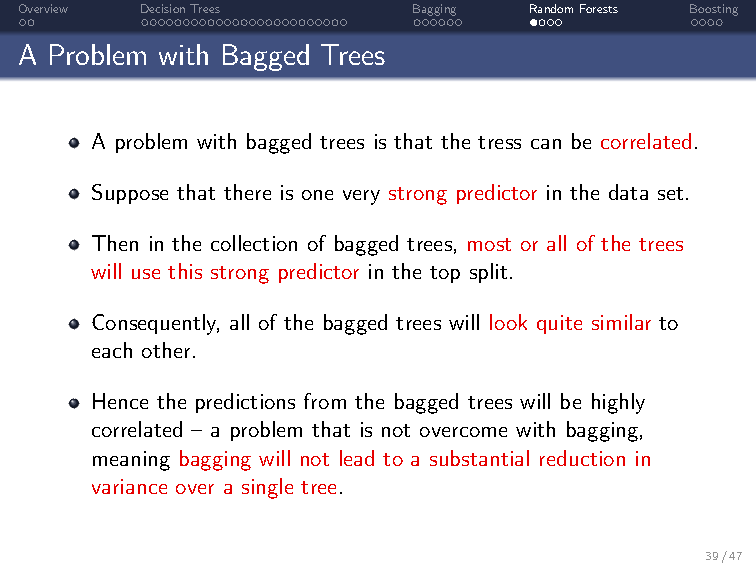 Overview Decision Trees Bagging Random Forests Boosting
A Problem with Bagged Trees
A problem with bagged trees is that the tress can be correlated.
Suppose that there is one very strong predictor in the data set.
Then in the collection of bagged trees, most or all of the trees
will use this strong predictor in the top split.
Consequently, all of the bagged trees will look quite similar to
each other.
Hence the predictions from the bagged trees will be highly
correlated – a problem that is not overcome with bagging,
meaning bagging will not lead to a substantial reduction in
variance over a single tree.
39 / 47